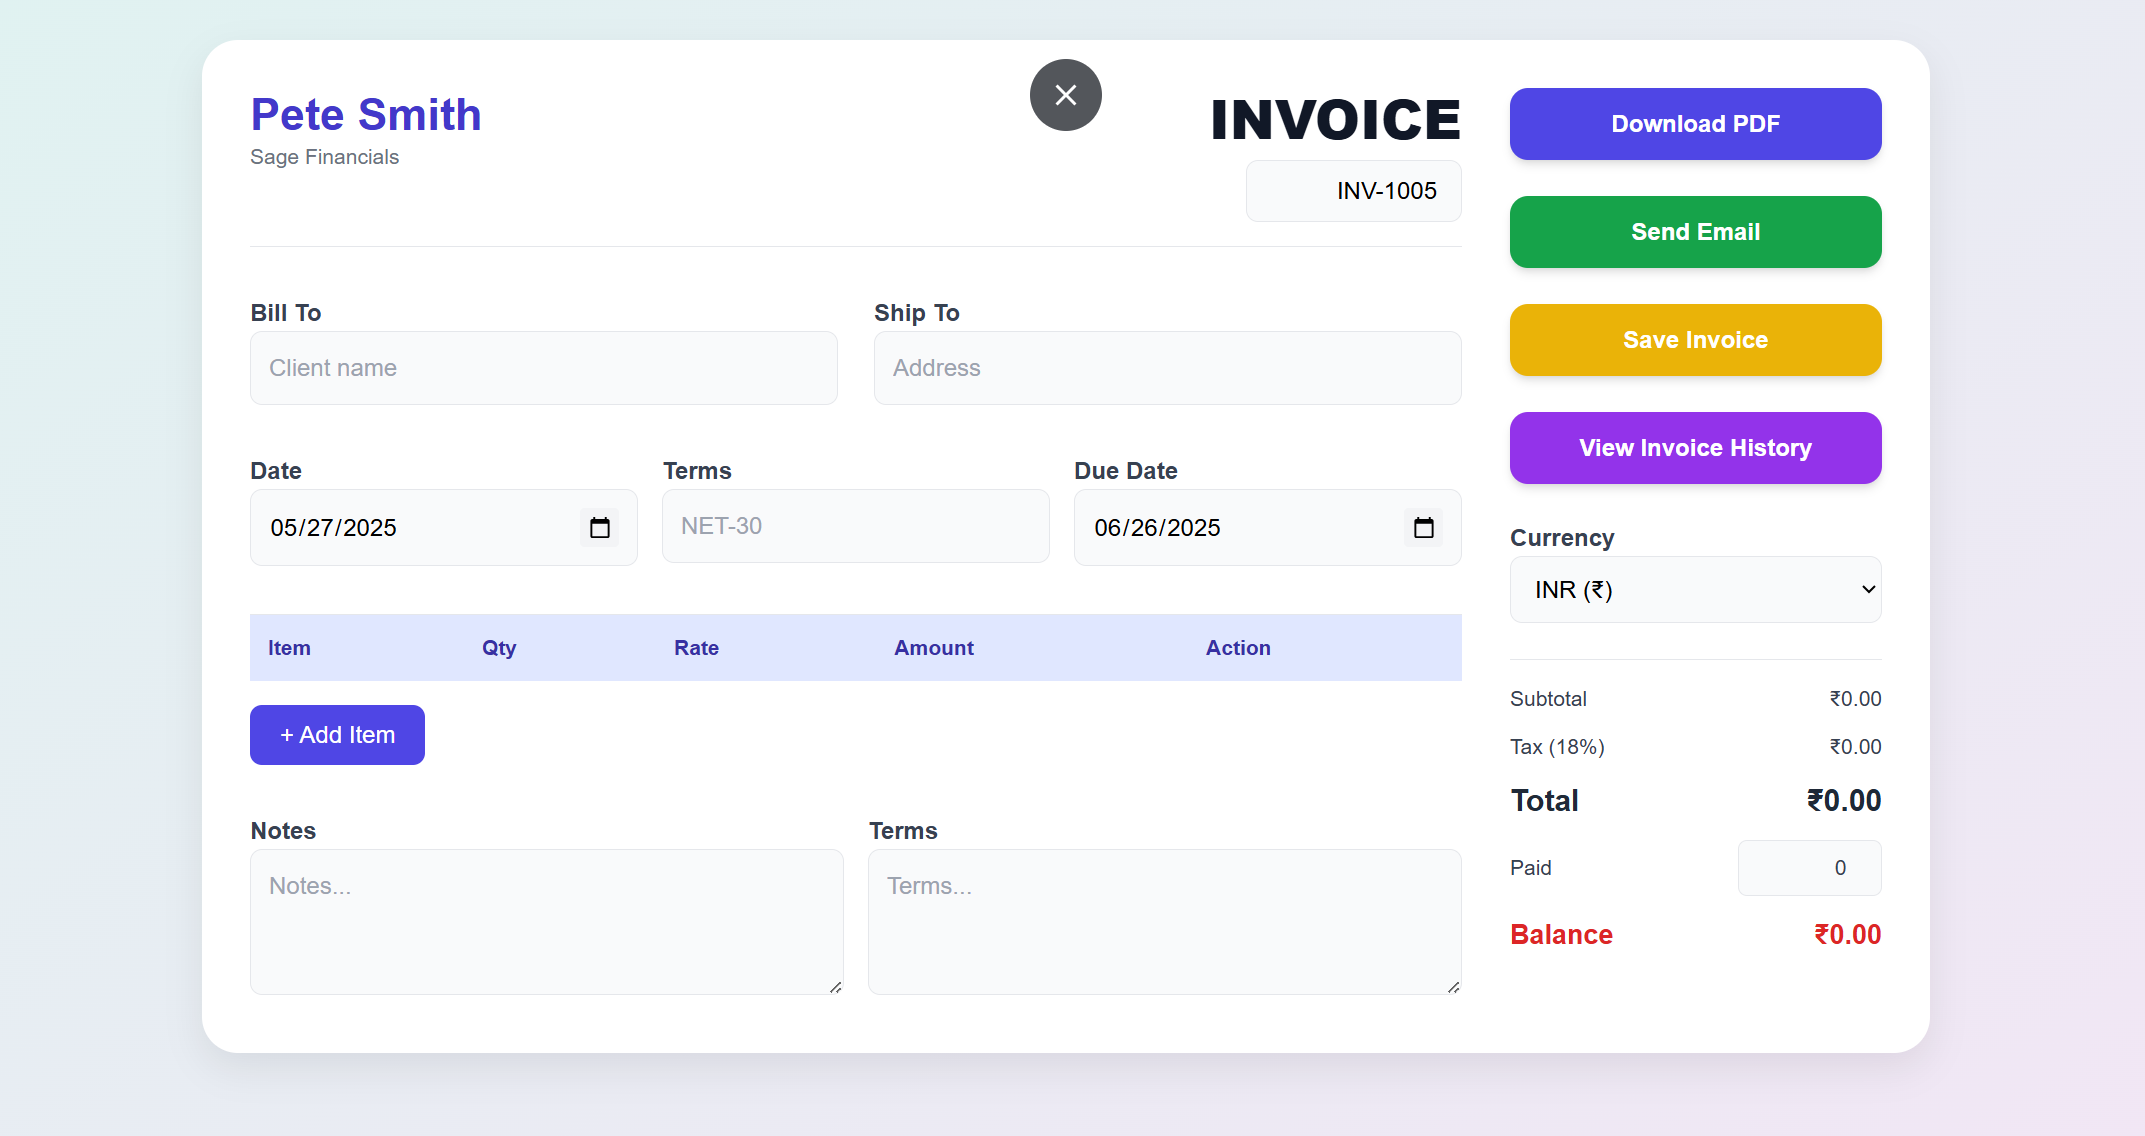 Pete Smith
Sage Financials
INVOICE
INV-1005
Bill To
Client name
Ship To
Address
Date
05/27/2025
Terms
NET-30
Due Date
06/26/2025
Item Qty Rate Amount Action
+ Add Item
Notes
Notes...
Terms
Terms...
Download PDF
Send Email
Save Invoice
View Invoice History
Currency
INR (₹)
Subtotal ₹0.00
Tax (18%) ₹0.00
Total ₹0.00
Paid 0
Balance ₹0.00